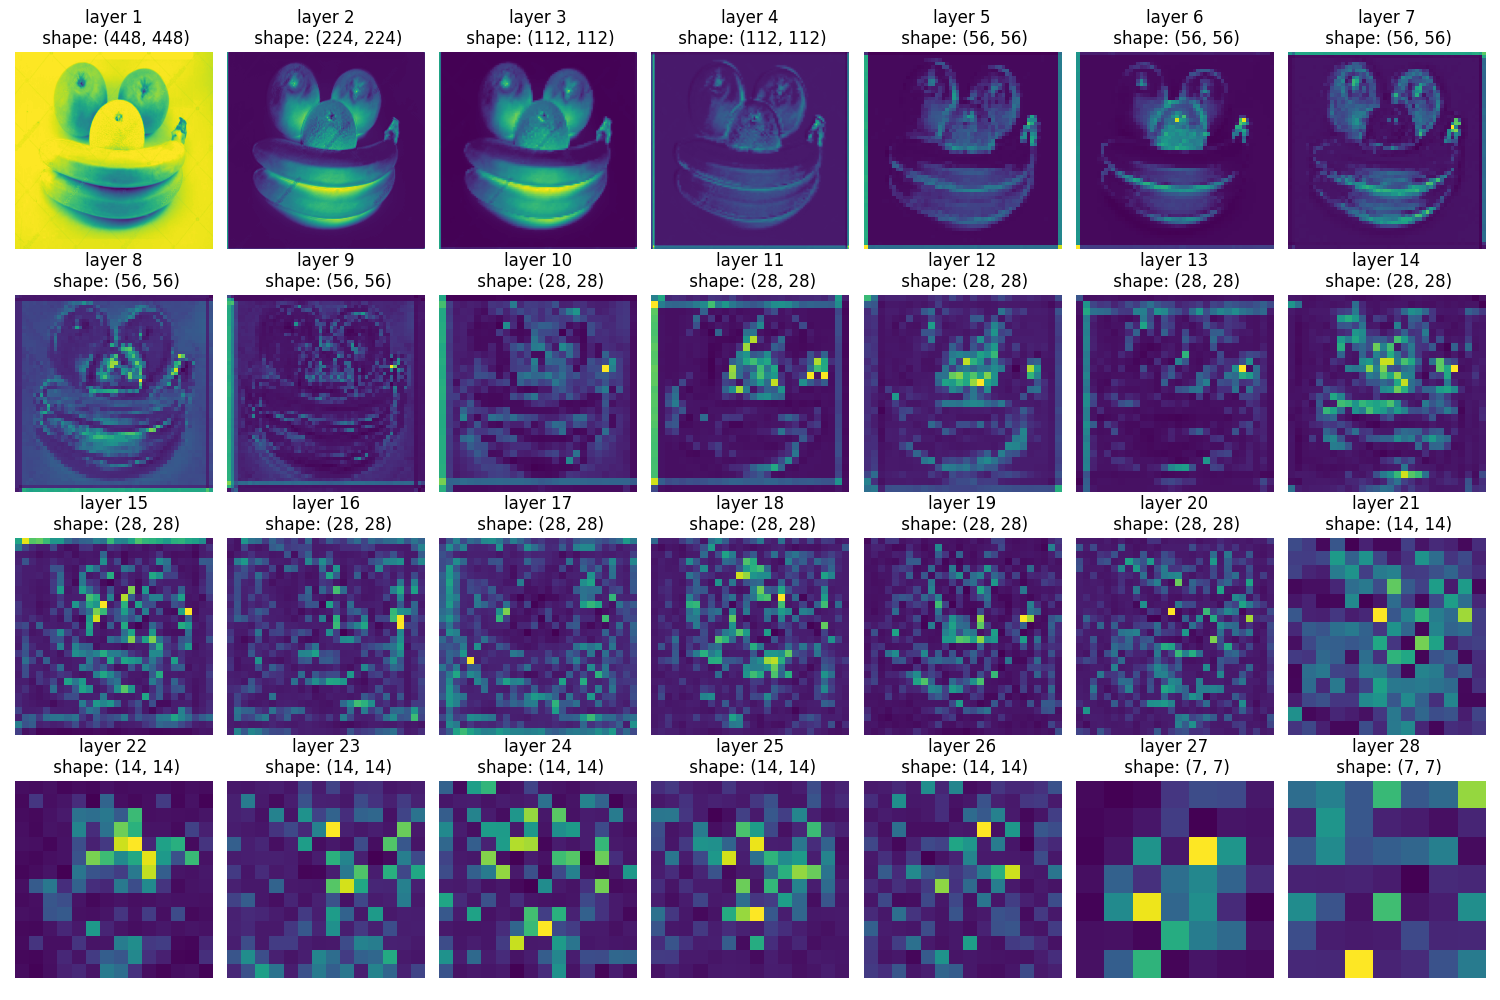 layer 1
shape: (448, 448)
layer 2
shape: (224, 224)
layer 3
shape: (112, 112)
layer 4
shape: (112, 112)
layer 5
shape: (56, 56)
layer 6
shape: (56, 56)
layer 7
shape: (56, 56)
layer 8
shape: (56, 56)
layer 9
shape: (56, 56)
layer 10
shape: (28, 28)
layer 11
shape: (28, 28)
layer 12
shape: (28, 28)
layer 13
shape: (28, 28)
layer 14
shape: (28, 28)
layer 15
shape: (28, 28)
layer 16
shape: (28, 28)
layer 17
shape: (28, 28)
layer 18
shape: (28, 28)
layer 19
shape: (28, 28)
layer 20
shape: (28, 28)
layer 21
shape: (14, 14)
layer 22
shape: (14, 14)
layer 23
shape: (14, 14)
layer 24
shape: (14, 14)
layer 25
shape: (14, 14)
layer 26
shape: (14, 14)
layer 27
shape: (7, 7)
layer 28
shape: (7, 7)